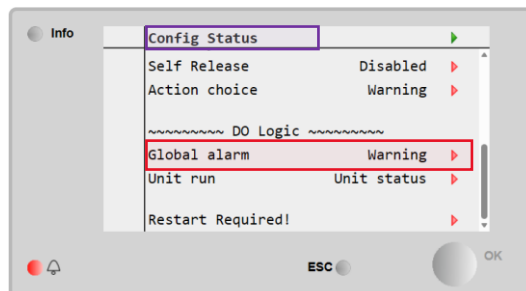 Info
Config Status
Self Release Disabled
Action choice Warning
~~~~~~~~~ DO Logic ~~~~~~~~~
Global alarm Warning
Unit run Unit status
Restart Required!
ESC
OK